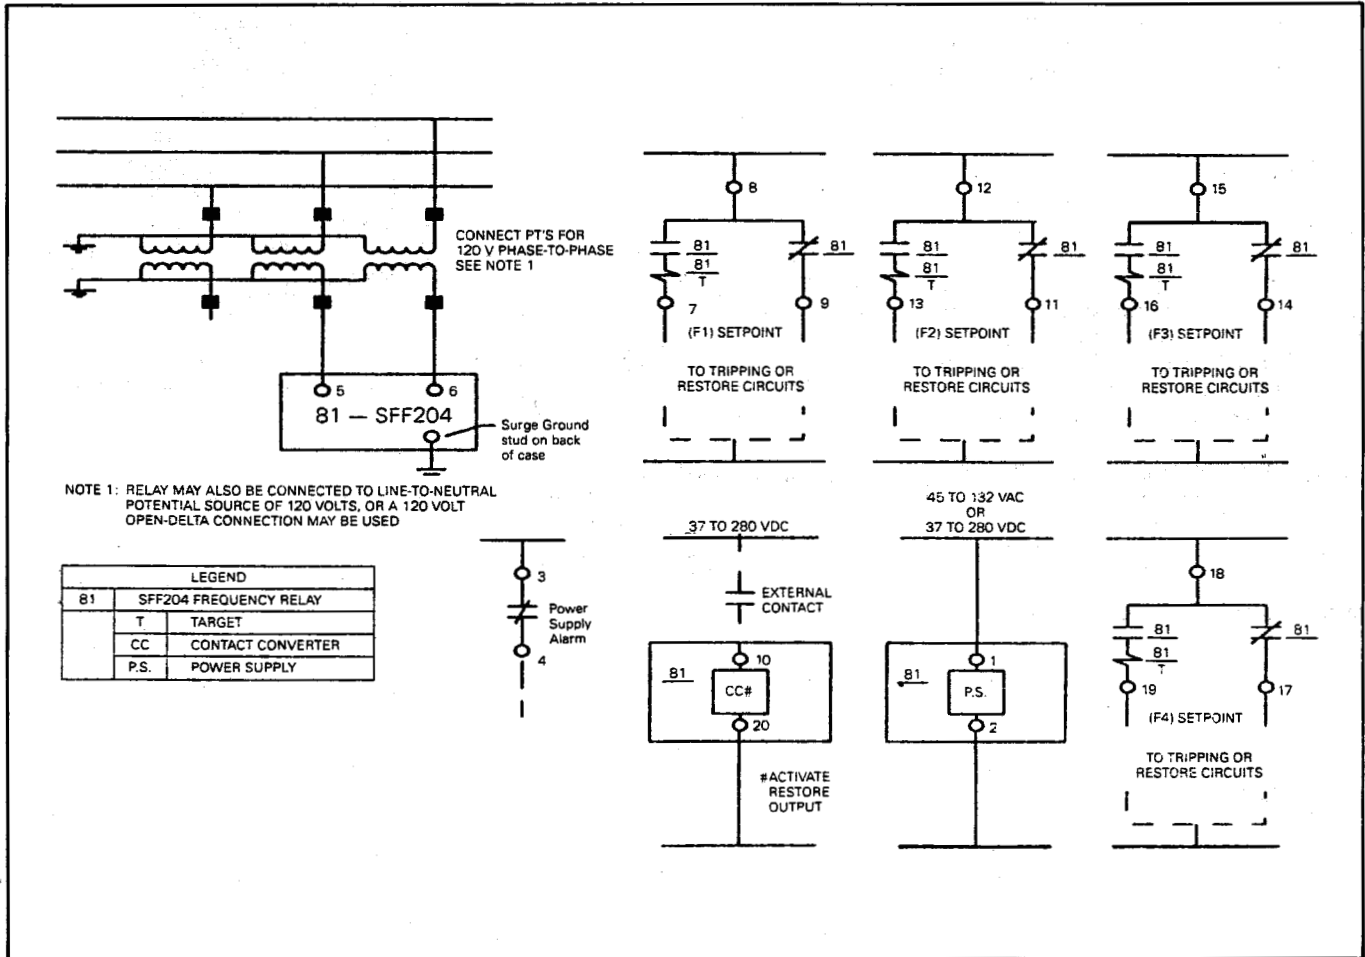 CONNECT PT'S FOR
120 V PHASE-TO-PHASE
SEE NOTE 1
5
6
81 — SFF204
Surge Ground
stud on back
of case
NOTE 1: RELAY MAY ALSO BE CONNECTED TO LINE-TO-NEUTRAL
POTENTIAL SOURCE OF 120 VOLTS, OR A 120 VOLT
OPEN-DELTA CONNECTION MAY BE USED
LEGEND
81 SFF204 FREQUENCY RELAY
T TARGET
CC CONTACT CONVERTER
P.S. POWER SUPPLY
3
Power
Supply
Alarm
4
8
81
81
81
T
7
9
(F1) SETPOINT
TO TRIPPING OR
RESTORE CIRCUITS
12
81
81
81
T
13
11
(F2) SETPOINT
TO TRIPPING OR
RESTORE CIRCUITS
15
81
81
81
T
16
14
(F3) SETPOINT
TO TRIPPING OR
RESTORE CIRCUITS
37 TO 280 VDC
EXTERNAL
CONTACT
10
81
CC#
20
#ACTIVATE
RESTORE
OUTPUT
45 TO 132 VAC
OR
37 TO 280 VDC
1
81
P.S.
2
18
81
81
81
T
19
17
(F4) SETPOINT
TO TRIPPING OR
RESTORE CIRCUITS